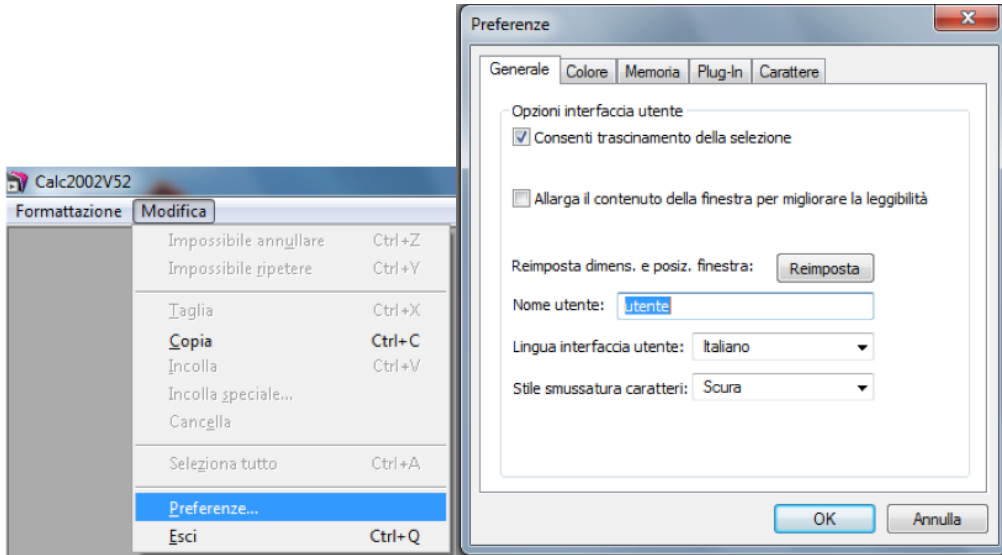 Calc2002V52
Formattazione Modifica
Impossibile annullare Ctrl+Z
Impossibile ripetere Ctrl+Y
Taglia Ctrl+X
Copia Ctrl+C
Incolla Ctrl+V
Incolla speciale...
Cancella
Seleziona tutto Ctrl+A
Preferenze...
Esci Ctrl+Q
Preferenze
Generale Colore Memoria Plug-In Carattere
Opzioni interfaccia utente
Consenti trascinamento della selezione
Allarga il contenuto della finestra per migliorare la leggibilità
Reimposta dimens. e posiz. finestra: Reimposta
Nome utente: utente
Lingua interfaccia utente: Italiano
Stile smussatura caratteri: Scura
OK Annulla